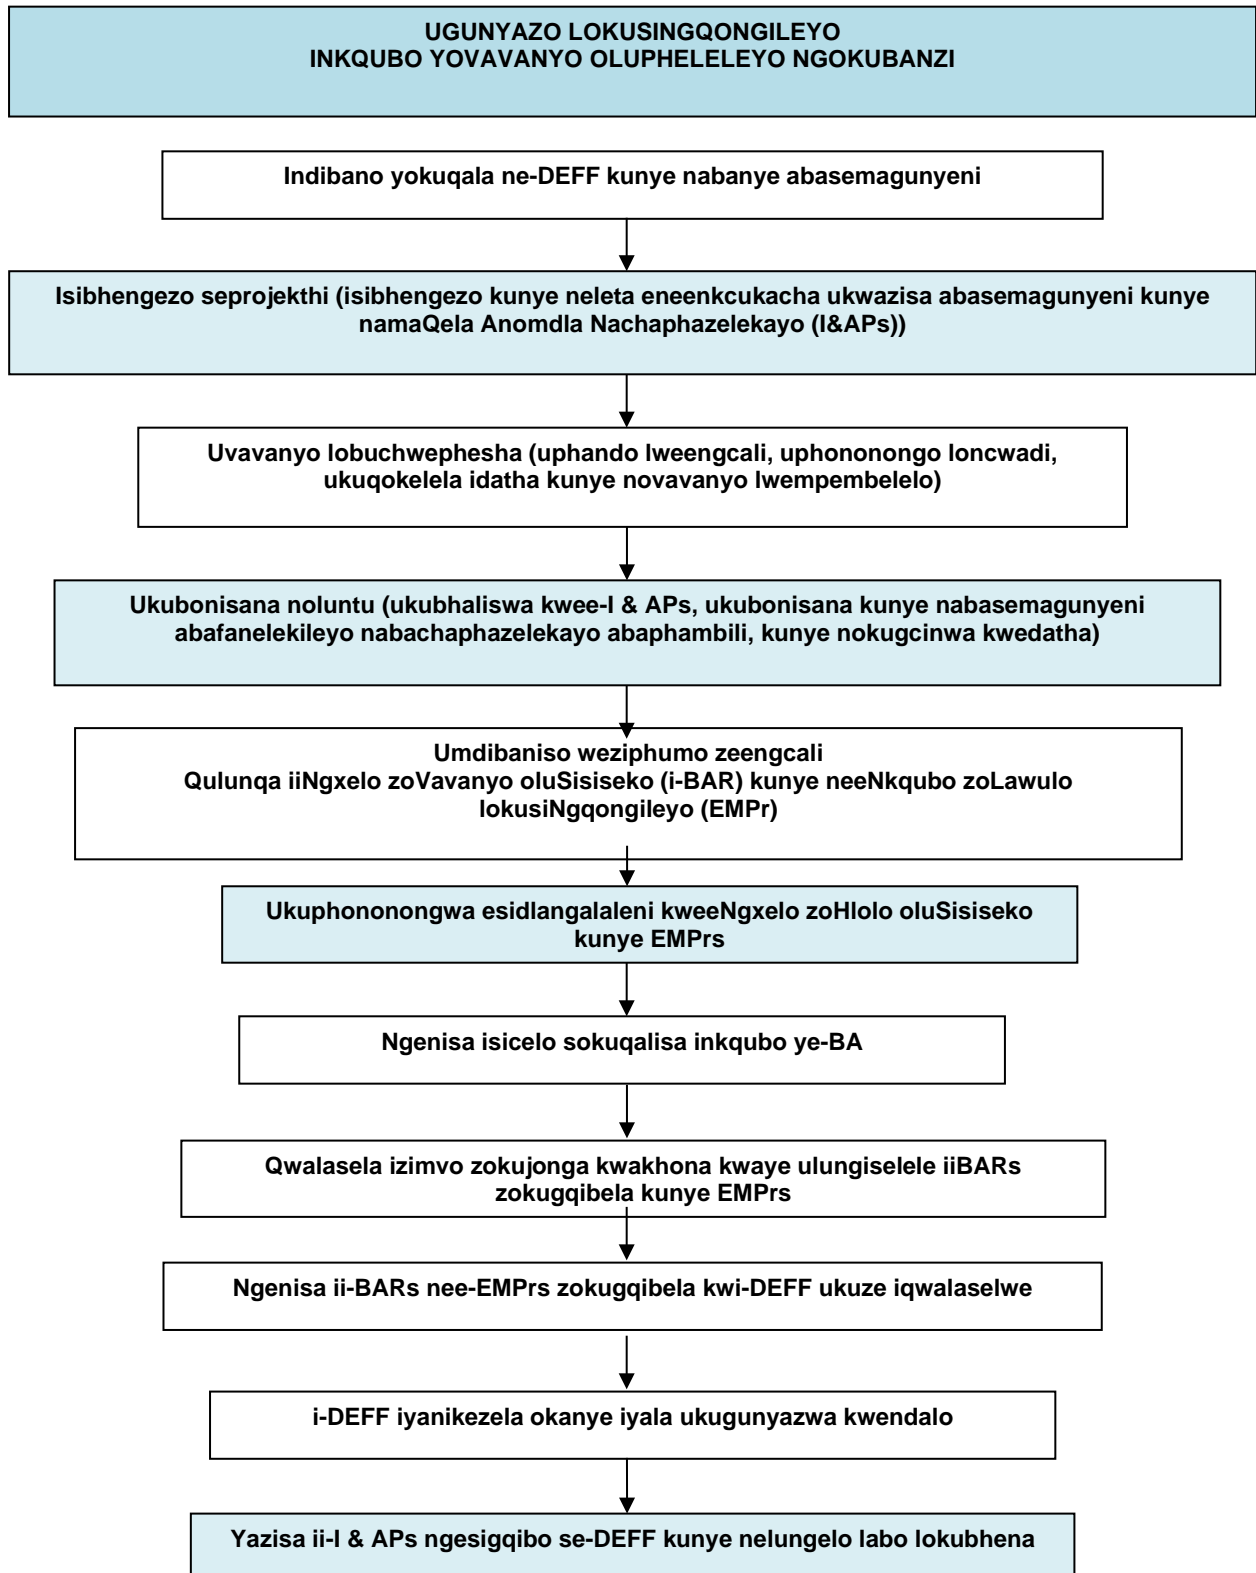 UGUNYAZO LOKUSINGQONGILEYO
INKQUBO YOVAVANYO OLUPHELELEYO NGOKUBANZI
Indibano yokuqala ne-DEFF kunye nabanye abasemagunyeni
Isibhengezo seprojekthi (isibhengezo kunye neleta eneenkcukacha ukwazisa abasemagunyeni kunye
namaQela Anomdla Nachaphazelekayo (I&APs))
Uvavanyo lobuchwephesha (uphando lweengcali, uphononongo loncwadi,
ukuqokelela idatha kunye novavanyo lwempembelelo)
Ukubonisana noluntu (ukubhaliswa kwee-I & APs, ukubonisana kunye nabasemagunyeni
abafanelekileyo nabachaphazelekayo abaphambili, kunye nokugcinwa kwedatha)
Umdibaniso weziphumo zeengcali
Qulunqa iiNgxelo zoVavanyo oluSisiseko (i-BAR) kunye neeNkqubo zoLawulo
lokusiNgqongileyo (EMPr)
Ukuphononongwa esidlangalaleni kweeNgxelo zoHlolo oluSisiseko
kunye EMPrs
Ngenisa isicelo sokuqalisa inkqubo ye-BA
Qwalasela izimvo zokujonga kwakhona kwaye ulungiselele iiBARs
zokugqibela kunye EMPrs
Ngenisa ii-BARs nee-EMPrs zokugqibela kwi-DEFF ukuze iqwalaselwe
i-DEFF iyanikezela okanye iyala ukugunyazwa kwendalo
Yazisa ii-I & APs ngesigqibo se-DEFF kunye nelungelo labo lokubhena